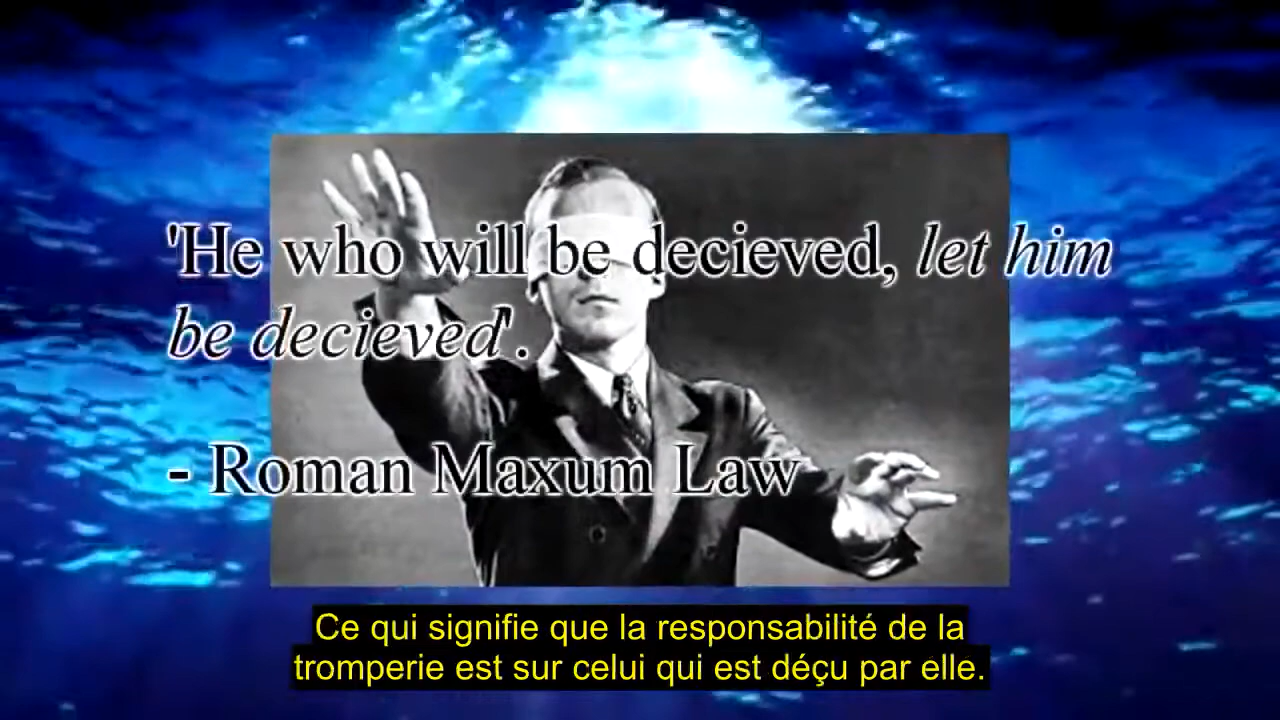 'He who will be decieved, let him
be decieved'.
- Roman Maxum Law
Ce qui signifie que la responsabilité de la
tromperie est sur celui qui est déçu par elle.